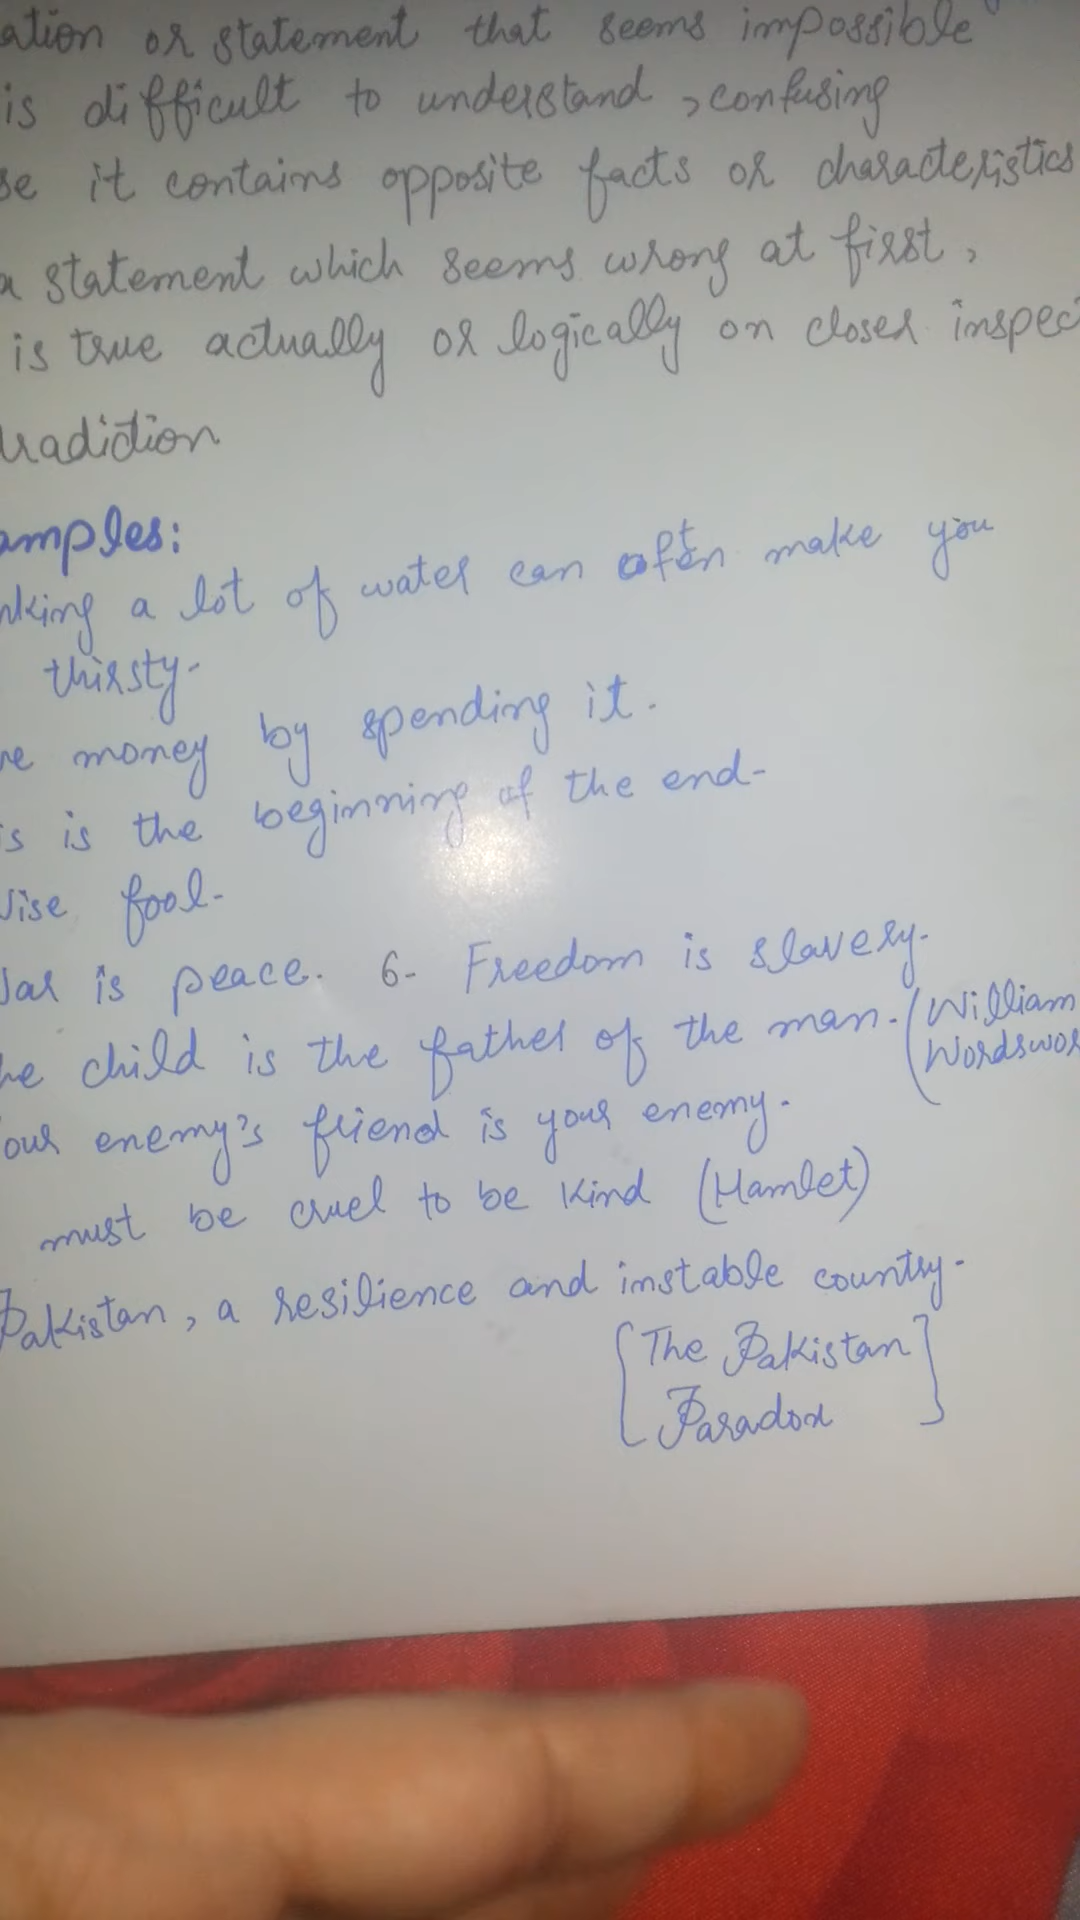 ation or statement that seems impossible
is difficult to understand, confusing
se it contains opposite facts or characteristics
a statement which seems wrong at first,
is true actually or logically on closer inspec
tradiction
amples:
nking a lot of water can often make you
thirsty.
ve money by spending it.
is is the beginning of the end-
Wise fool-
War is peace. 6- Freedom is slavery.
he child is the father of the man. (William
Wordswor
our enemy's friend is your enemy.
must be cruel to be kind (Hamlet)
Pakistan, a resilience and instable country.
[The Pakistan
Paradox]